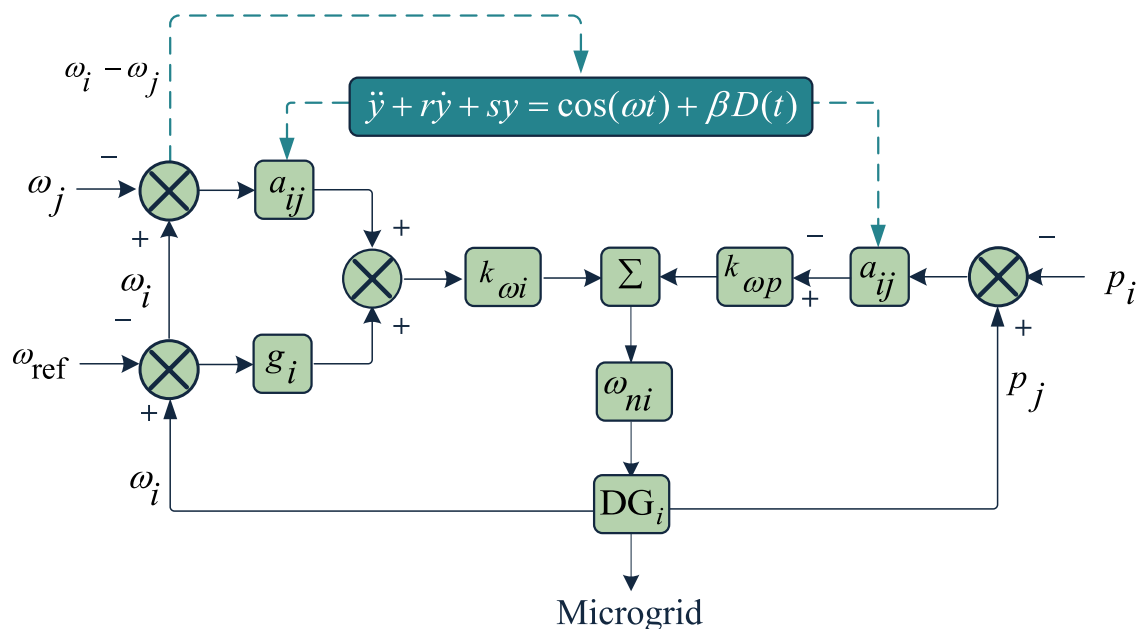 ω_i − ω_j
ÿ + rẏ + sy = cos(ωt) + βD(t)
−
ω_j
a_ij
+
+
−
ω_i
k_ωi
Σ
k_ωp
−
+
a_ij
−
p_i
+
−
ω_ref
g_i
+
+
ω_ni
p_j
ω_i
DG_i
Microgrid